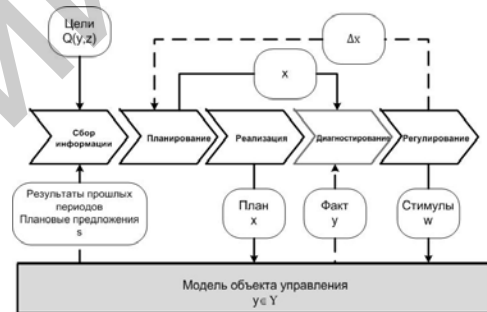 Цели
Q(y,z)
Δx
x
Сбор
информации
Планирование
Реализация
Диагностирование
Регулирование
Результаты прошлых
периодов
Плановые предложения
s
План
x
Факт
y
Стимулы
w
Модель объекта управления
y∈Y